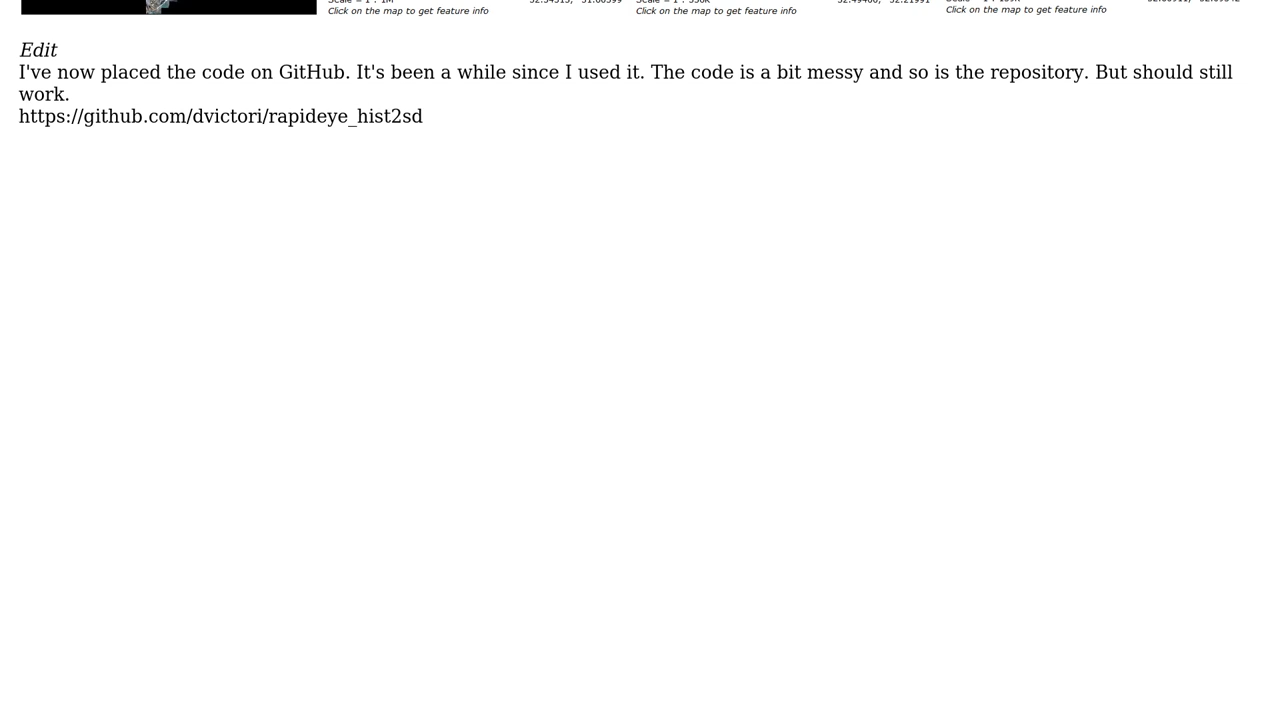 Click on the map to get feature info Click on the map to get feature info Click on the map to get feature info
Edit
I've now placed the code on GitHub. It's been a while since I used it. The code is a bit messy and so is the repository. But should still
work.
https://github.com/dvictori/rapideye_hist2sd